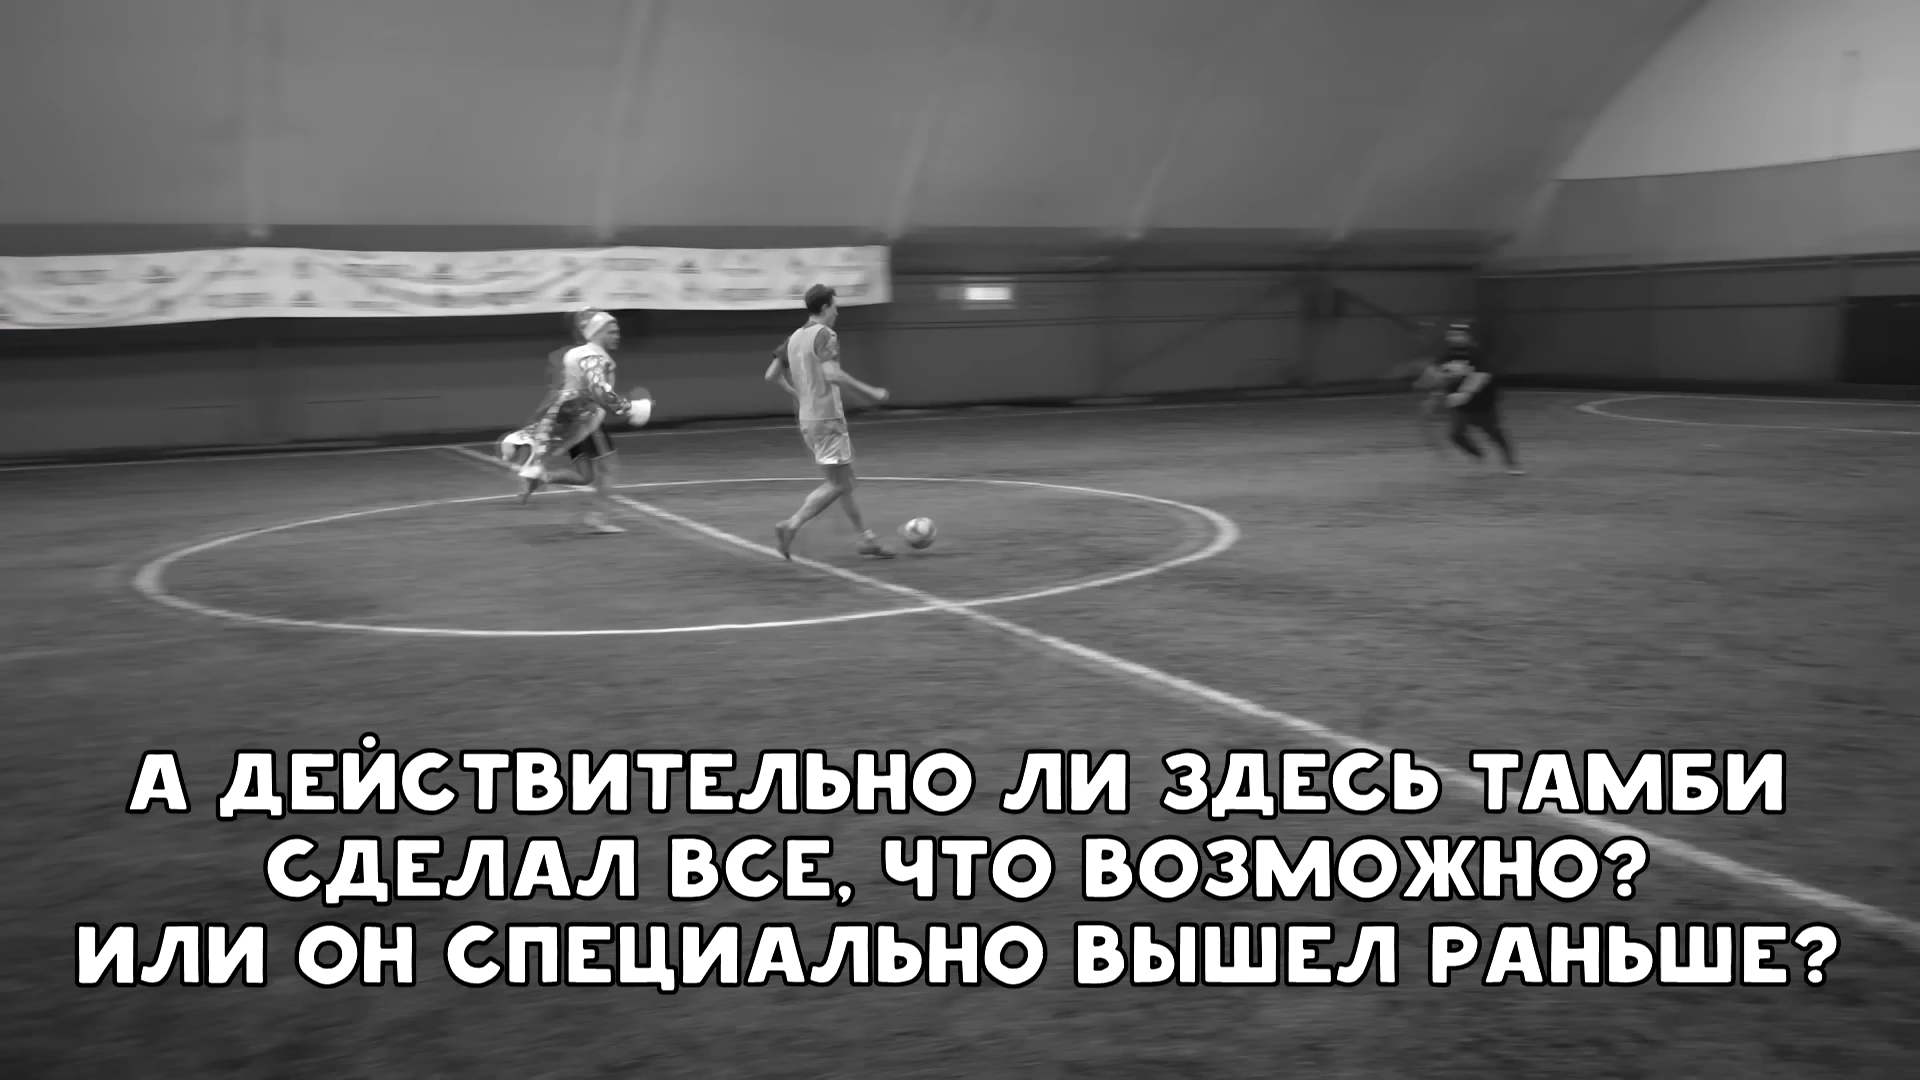 А ДЕЙСТВИТЕЛЬНО ЛИ ЗДЕСЬ ТАМБИ
СДЕЛАЛ ВСЕ, ЧТО ВОЗМОЖНО?
ИЛИ ОН СПЕЦИАЛЬНО ВЫШЕЛ РАНЬШЕ?